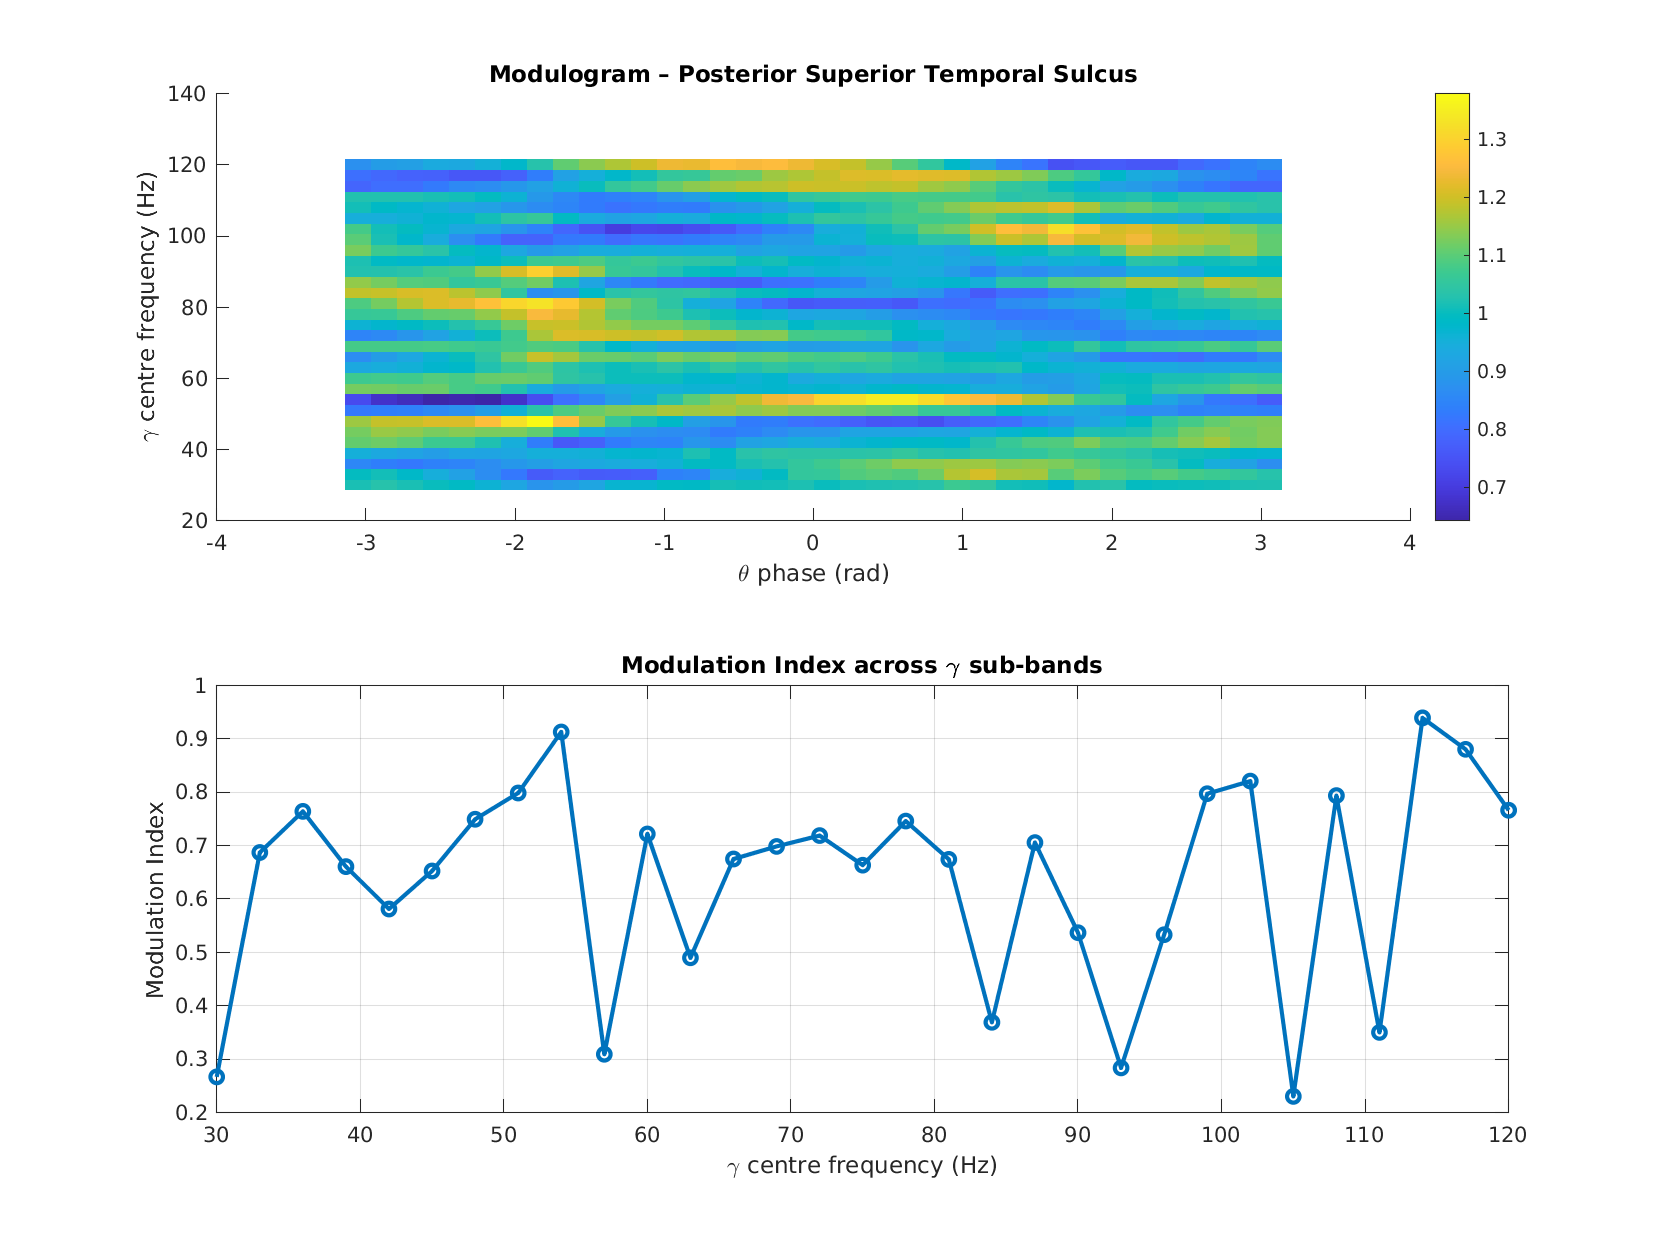 Modulogram – Posterior Superior Temporal Sulcus
γ centre frequency (Hz)
140
120
100
80
60
40
20
-4 -3 -2 -1 0 1 2 3 4
θ phase (rad)
1.3
1.2
1.1
1
0.9
0.8
0.7
Modulation Index across γ sub-bands
Modulation Index
1
0.9
0.8
0.7
0.6
0.5
0.4
0.3
0.2
30 40 50 60 70 80 90 100 110 120
γ centre frequency (Hz)